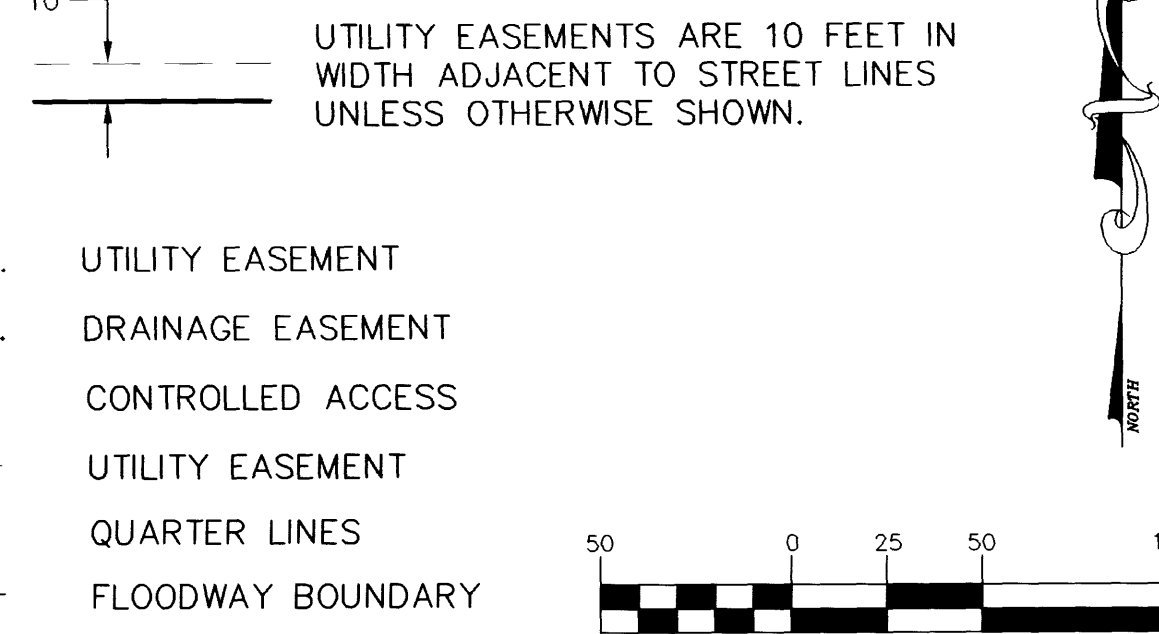 10
UTILITY EASEMENTS ARE 10 FEET IN
WIDTH ADJACENT TO STREET LINES
UNLESS OTHERWISE SHOWN.
UTILITY EASEMENT
DRAINAGE EASEMENT
CONTROLLED ACCESS
UTILITY EASEMENT
QUARTER LINES
FLOODWAY BOUNDARY
NORTH
50 0 25 50